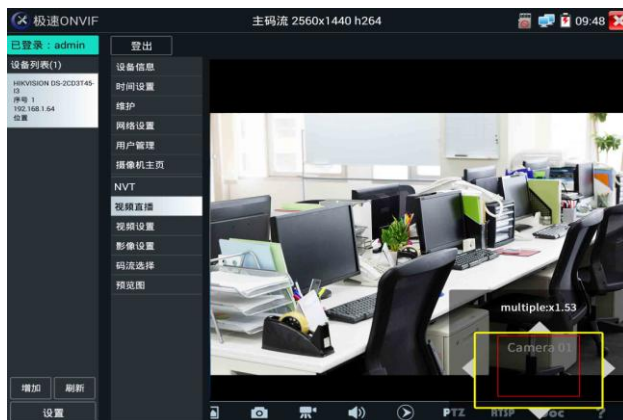 极速ONVIF
主码流 2560x1440 h264
09:48
已登录：admin
登出
设备列表(1)
HIKVISION DS-2CD3T45-
I3
序号 1
192.168.1.64
位置
设备信息
时间设置
维护
网络设置
用户管理
摄像机主页
NVT
视频直播
视频设置
影像设置
码流选择
预览图
multiple:x1.53
Camera 01
增加
刷新
设置
PTZ
RTSP
Doc
?